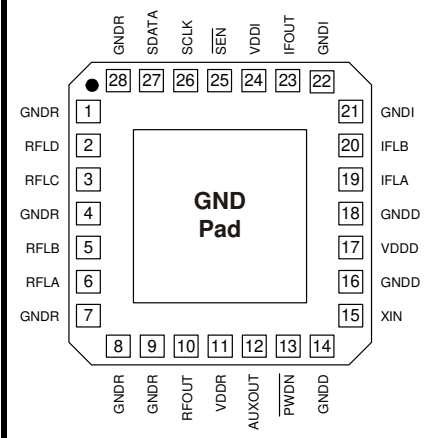 GNDR SDATA SCLK SEN VDDI IFOUT GNDI
28 27 26 25 24 23 22
GNDR 1
RFLD 2
RFLC 3
GNDR 4
RFLB 5
RFLA 6
GNDR 7
GND
Pad
21 GNDI
20 IFLB
19 IFLA
18 GNDD
17 VDDD
16 GNDD
15 XIN
8 9 10 11 12 13 14
GNDR GNDR RFOUT VDDR AUXOUT PWDN GNDD